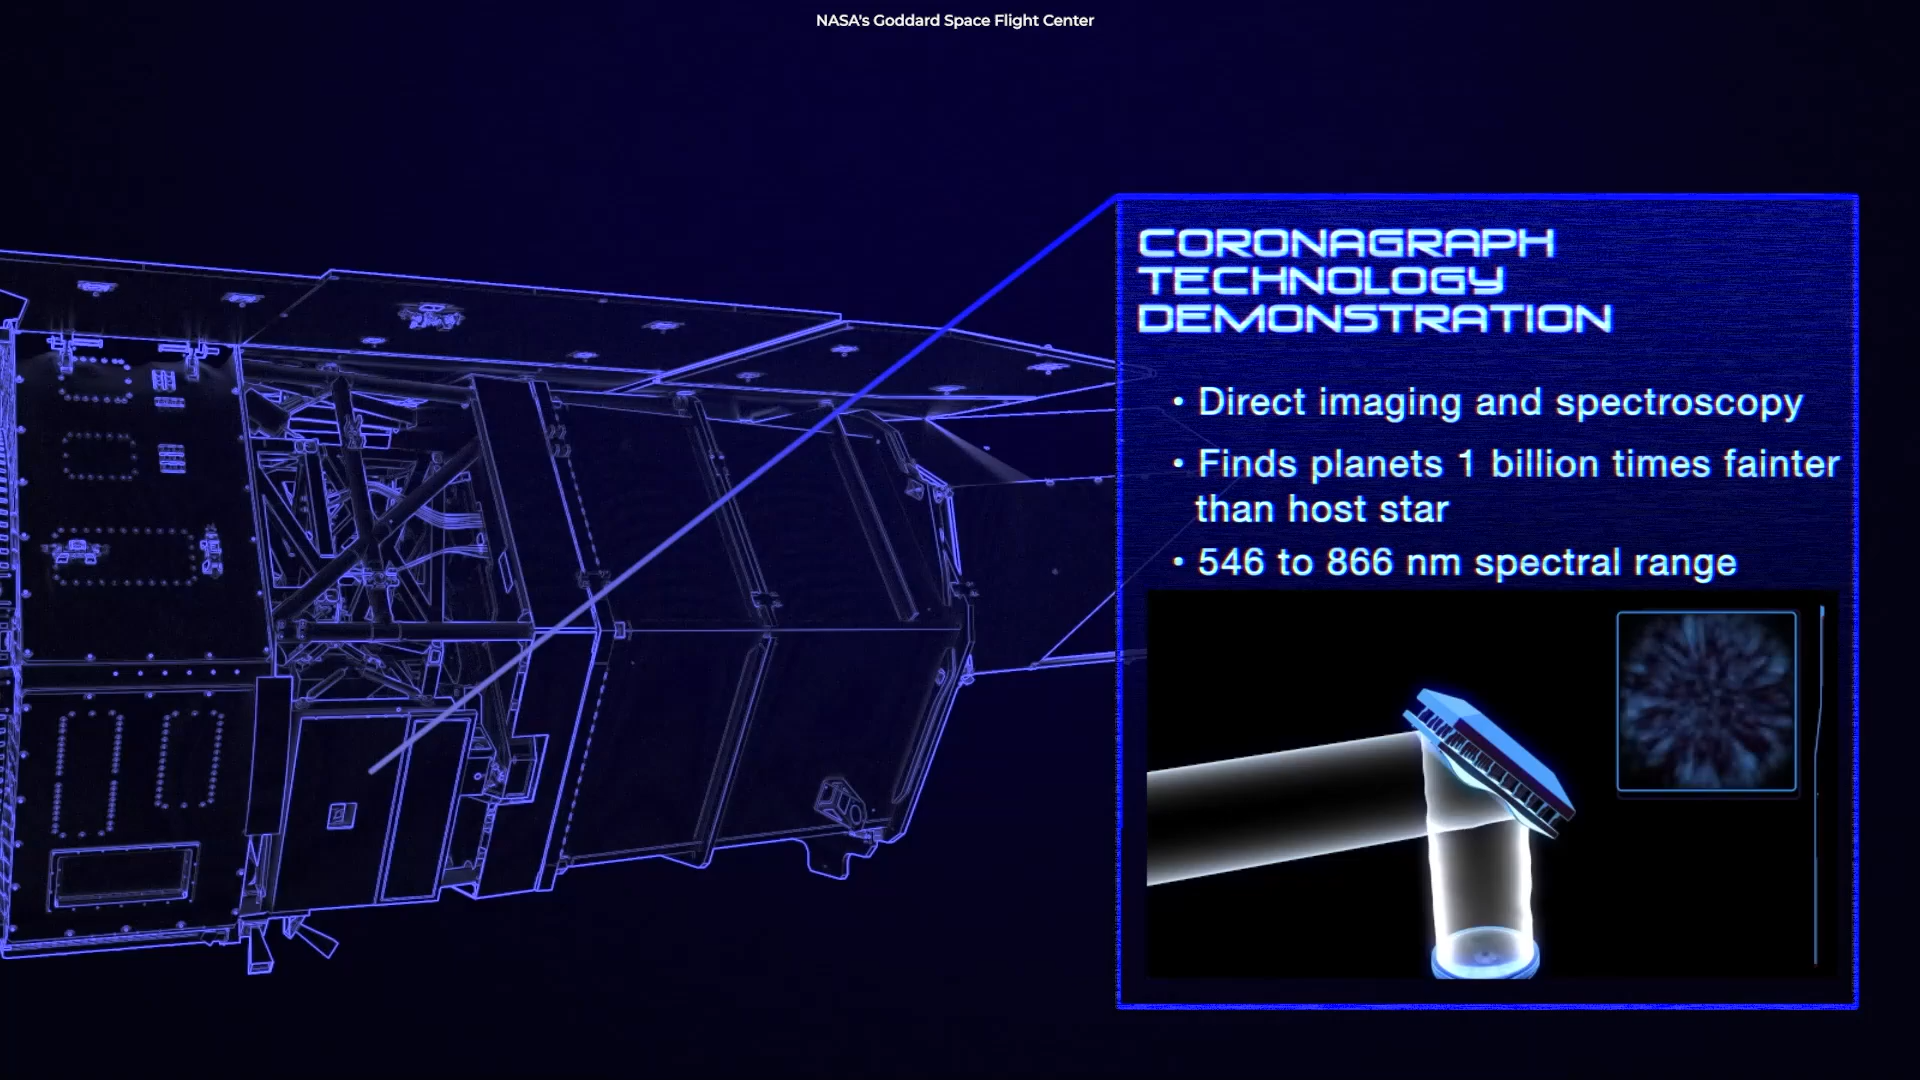 NASA's Goddard Space Flight Center
CORONAGRAPH
TECHNOLOGY
DEMONSTRATION
• Direct imaging and spectroscopy
• Finds planets 1 billion times fainter
than host star
• 546 to 866 nm spectral range